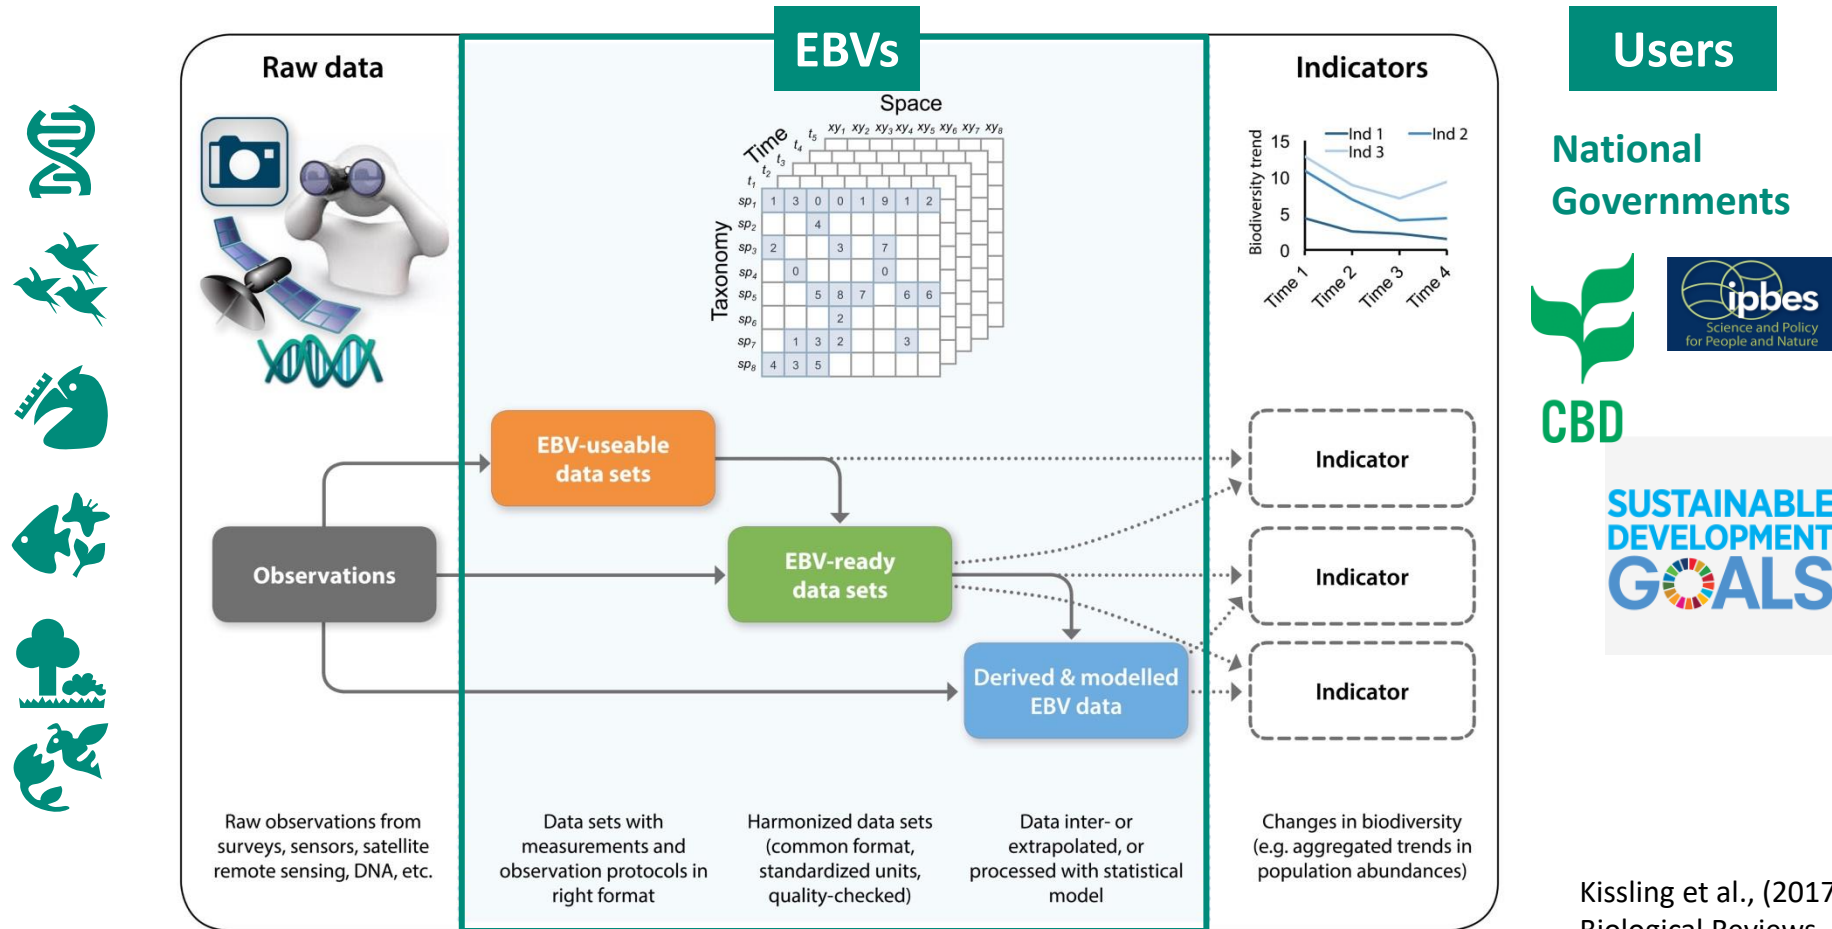 EBVs
Users
Raw data
Indicators
Space
Time
t5 xy1 xy2 xy3 xy4 xy5 xy6 xy7 xy8
t4
t3
t2
t1
Taxonomy
sp1 1 3 0 0 1 9 1 2
sp2 4
sp3 2 3 7
sp4 0 0
sp5 5 8 7 6 6
sp6 2
sp7 1 3 2 3
sp8 4 3 5
Biodiversity trend
15
10
5
0
Ind 1
Ind 2
Ind 3
Time 1
Time 2
Time 3
Time 4
National
Governments
ipbes
Science and Policy
for People and Nature
CBD
SUSTAINABLE
DEVELOPMENT
GOALS
EBV-useable
data sets
Observations
EBV-ready
data sets
Derived & modelled
EBV data
Indicator
Indicator
Indicator
Raw observations from
surveys, sensors, satellite
remote sensing, DNA, etc.
Data sets with
measurements and
observation protocols in
right format
Harmonized data sets
(common format,
standardized units,
quality-checked)
Data inter- or
extrapolated, or
processed with statistical
model
Changes in biodiversity
(e.g. aggregated trends in
population abundances)
Kissling et al., (2017
Biological Reviews